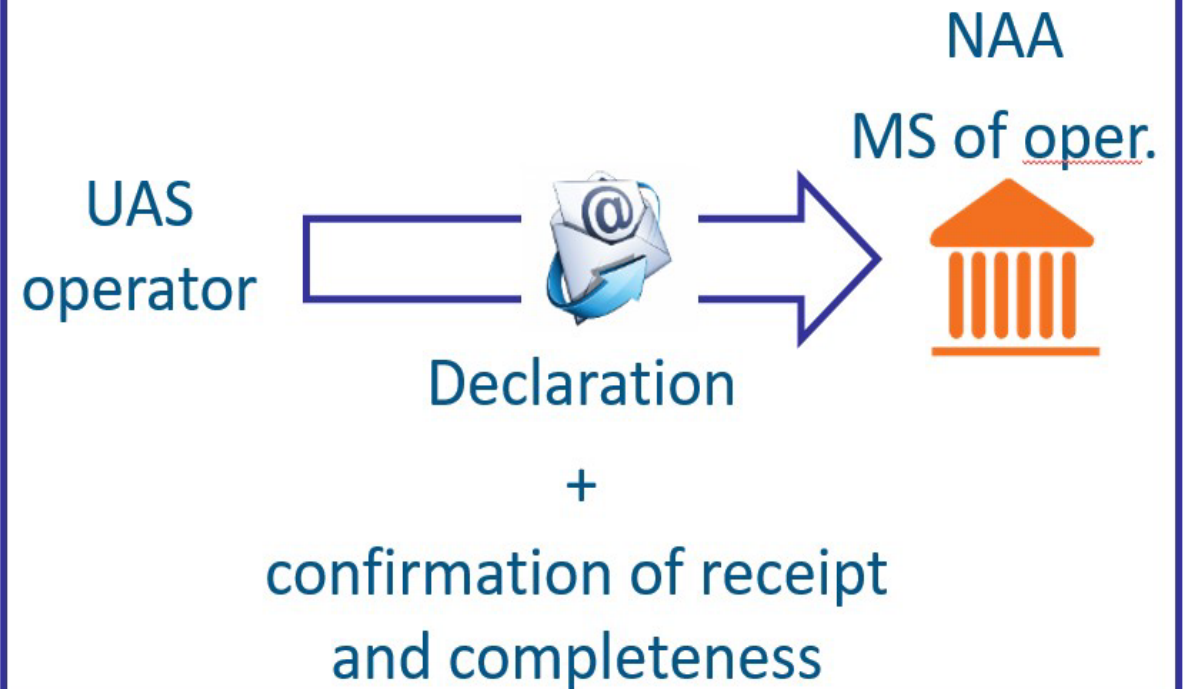 NAA
MS of oper.
UAS
operator
@
Declaration
+
confirmation of receipt
and completeness